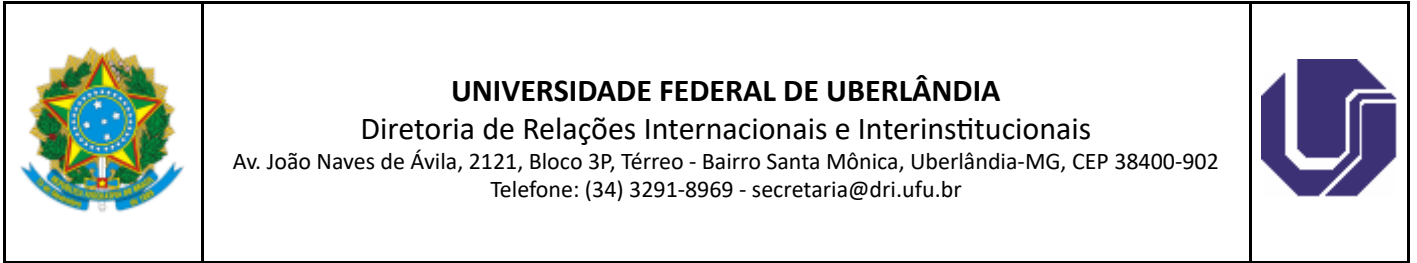 UNIVERSIDADE FEDERAL DE UBERLÂNDIA
Diretoria de Relações Internacionais e Interinstitucionais
Av. João Naves de Ávila, 2121, Bloco 3P, Térreo - Bairro Santa Mônica, Uberlândia-MG, CEP 38400-902
Telefone: (34) 3291-8969 - secretaria@dri.ufu.br